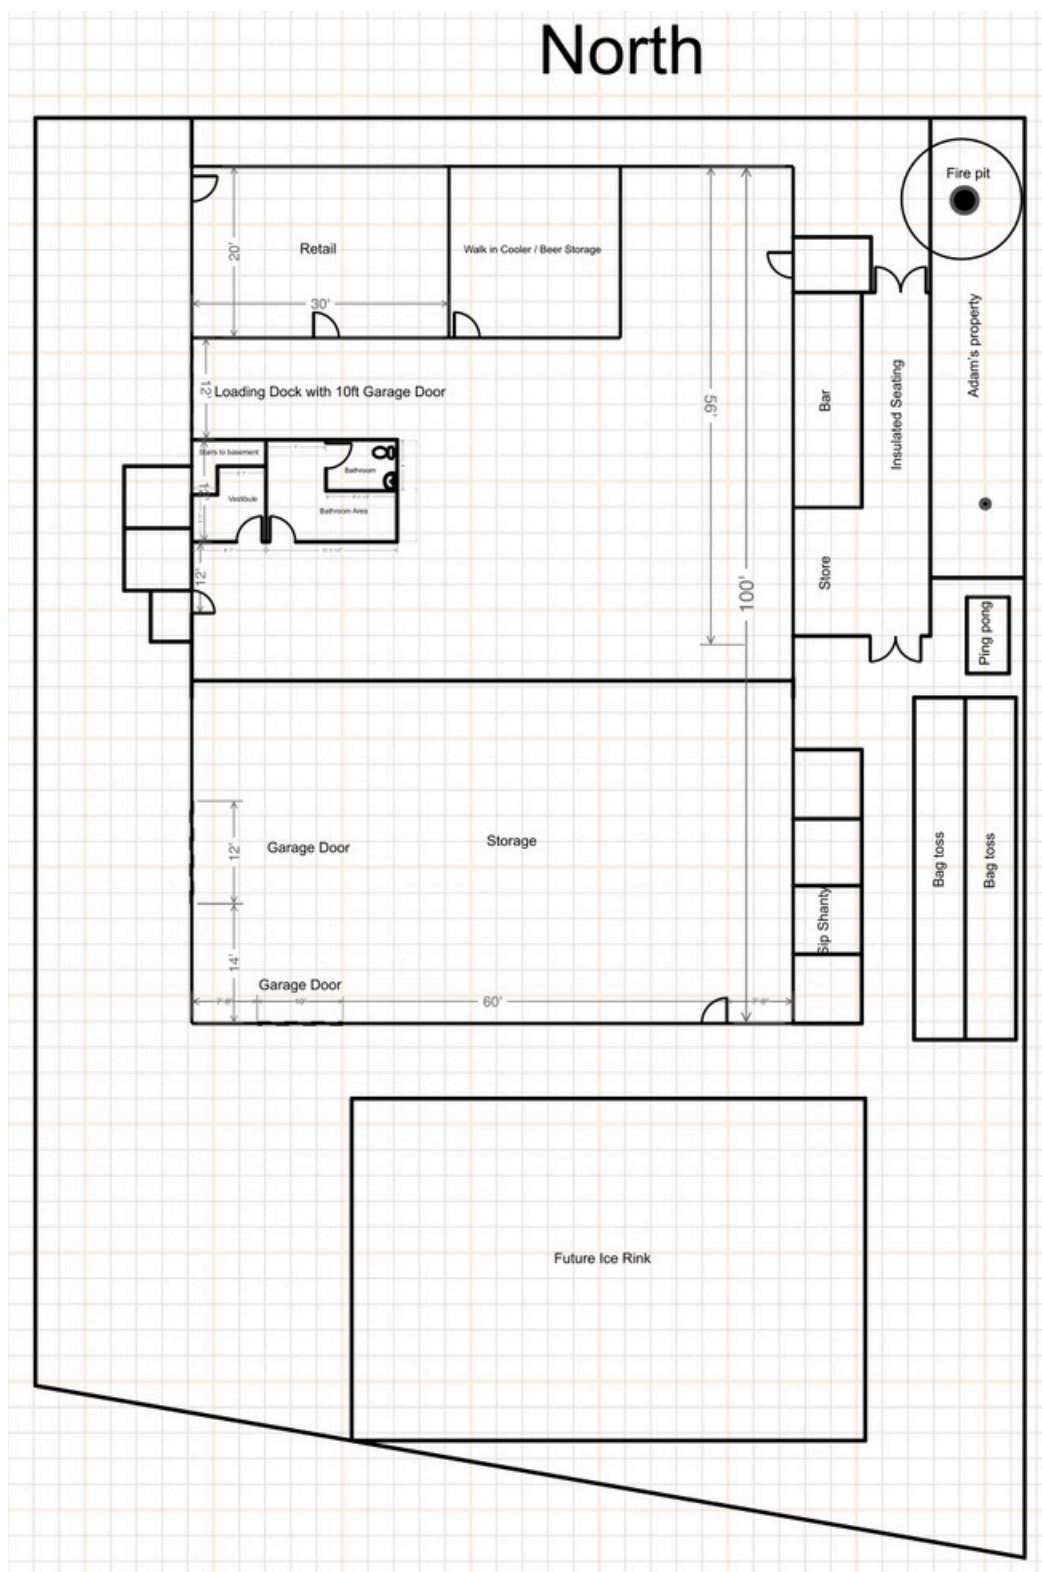 North
Fire pit
Retail
20'
30'
Walk in Cooler / Beer Storage
Adam's property
56'
Bar
Insulated Seating
12'
Loading Dock with 10ft Garage Door
Stairs to basement
Bathroom
Vestibule
Bathroom Area
12'
Store
100'
Ping pong
Storage
Garage Door
12'
Bag toss
Bag toss
Sip Shanty
14'
Garage Door
60'
Future Ice Rink